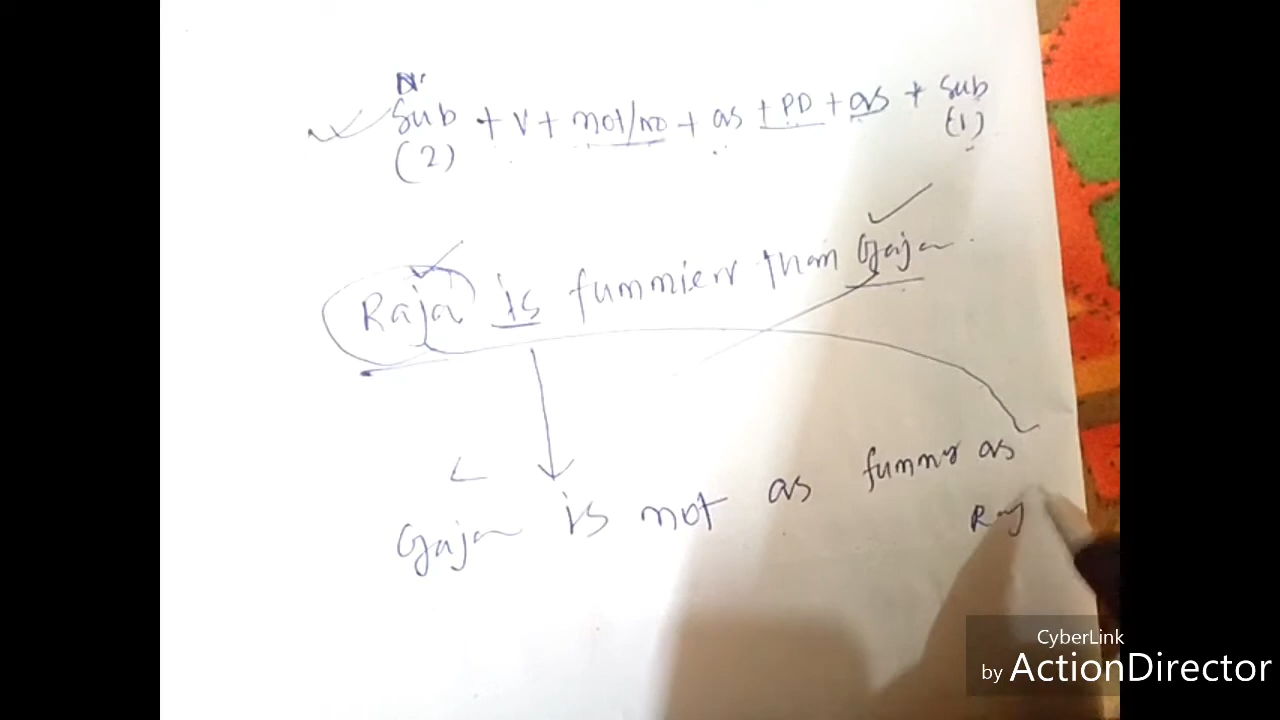 Sub + V + not/no + as + PD + as + Sub
(2) (1)
Raja is funnier than Gaja.
Gaja is not as funny as
Raj
CyberLink
by ActionDirector